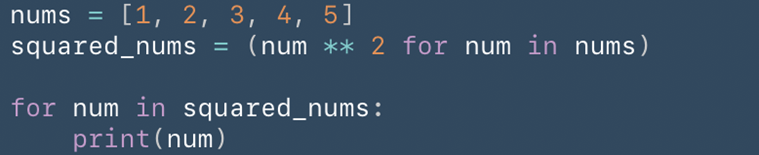 nums = [1, 2, 3, 4, 5]
squared_nums = (num ** 2 for num in nums)

for num in squared_nums:
    print(num)